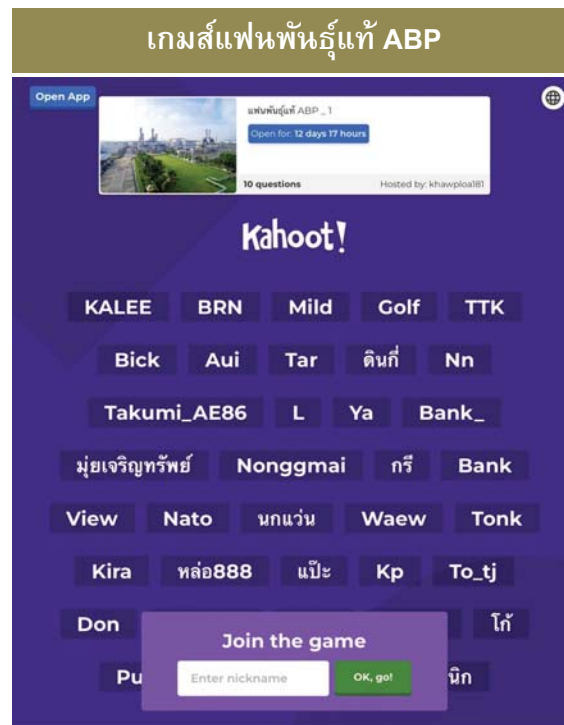 เกมส์แฟนพันธุ์แท้ ABP
Open App
แฟนพันธุ์แท้ ABP _ 1
Open for: 12 days 17 hours
10 questions Hosted by: khawploa181
Kahoot!
KALEE BRN Mild Golf TTK
Bick Aui Tar ดินกี่ Nn
Takumi_AE86 L Ya Bank_
มุ่ยเจริญทรัพย์ Nonggmai กรี Bank
View Nato นกแว่น Waew Tonk
Kira หล่อ888 แป๊ะ Kp To_tj
Don โก้
Join the game
Pu นิก
Enter nickname OK, go!